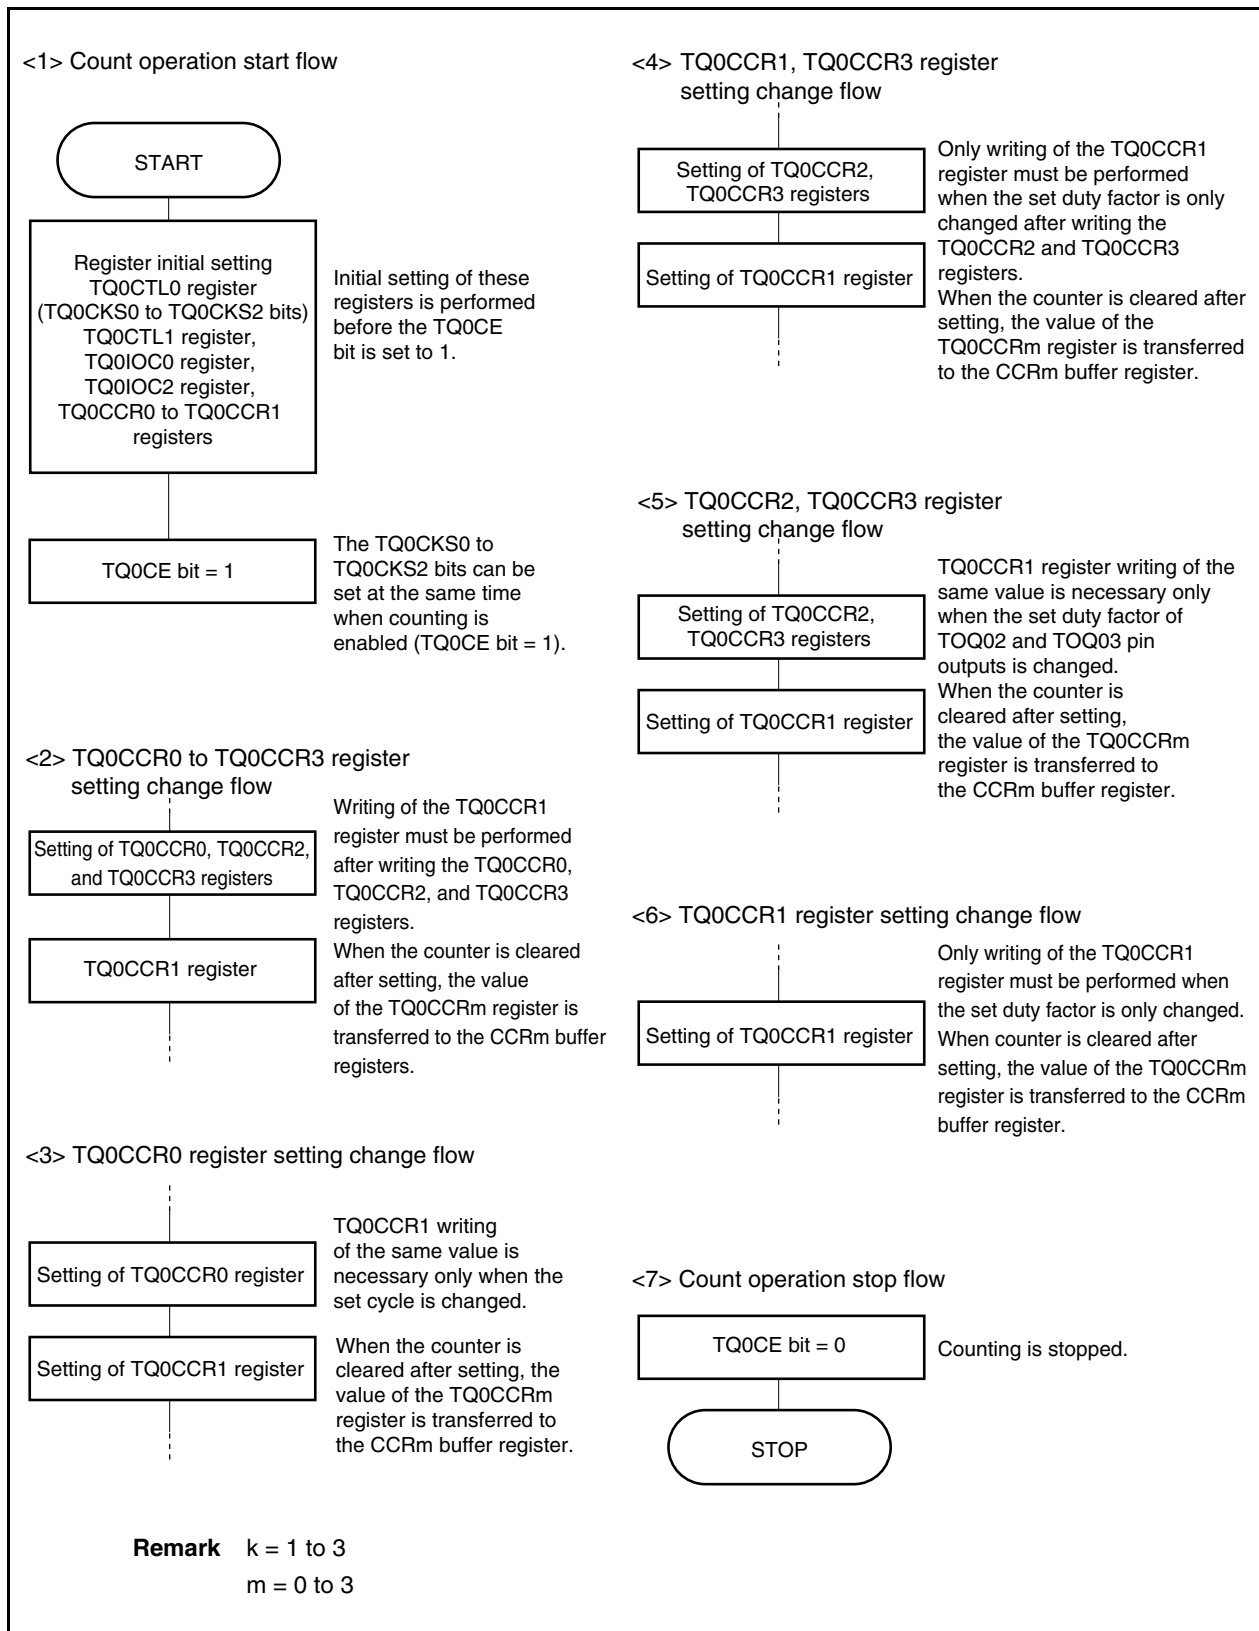 <1> Count operation start flow
START
Register initial setting
TQ0CTL0 register
(TQ0CKS0 to TQ0CKS2 bits)
TQ0CTL1 register,
TQ0IOC0 register,
TQ0IOC2 register,
TQ0CCR0 to TQ0CCR1
registers
Initial setting of these
registers is performed
before the TQ0CE
bit is set to 1.
TQ0CE bit = 1
The TQ0CKS0 to
TQ0CKS2 bits can be
set at the same time
when counting is
enabled (TQ0CE bit = 1).
<2> TQ0CCR0 to TQ0CCR3 register
setting change flow
Setting of TQ0CCR0, TQ0CCR2,
and TQ0CCR3 registers
TQ0CCR1 register
Writing of the TQ0CCR1
register must be performed
after writing the TQ0CCR0,
TQ0CCR2, and TQ0CCR3
registers.
When the counter is cleared
after setting, the value
of the TQ0CCRm register is
transferred to the CCRm buffer
registers.
<3> TQ0CCR0 register setting change flow
Setting of TQ0CCR0 register
TQ0CCR1 writing
of the same value is
necessary only when the
set cycle is changed.
Setting of TQ0CCR1 register
When the counter is
cleared after setting, the
value of the TQ0CCRm
register is transferred to
the CCRm buffer register.
<4> TQ0CCR1, TQ0CCR3 register
setting change flow
Setting of TQ0CCR2,
TQ0CCR3 registers
Setting of TQ0CCR1 register
Only writing of the TQ0CCR1
register must be performed
when the set duty factor is only
changed after writing the
TQ0CCR2 and TQ0CCR3
registers.
When the counter is cleared after
setting, the value of the
TQ0CCRm register is transferred
to the CCRm buffer register.
<5> TQ0CCR2, TQ0CCR3 register
setting change flow
Setting of TQ0CCR2,
TQ0CCR3 registers
Setting of TQ0CCR1 register
TQ0CCR1 register writing of the
same value is necessary only
when the set duty factor of
TOQ02 and TOQ03 pin
outputs is changed.
When the counter is
cleared after setting,
the value of the TQ0CCRm
register is transferred to
the CCRm buffer register.
<6> TQ0CCR1 register setting change flow
Setting of TQ0CCR1 register
Only writing of the TQ0CCR1
register must be performed when
the set duty factor is only changed.
When counter is cleared after
setting, the value of the TQ0CCRm
register is transferred to the CCRm
buffer register.
<7> Count operation stop flow
TQ0CE bit = 0
Counting is stopped.
STOP
Remark k = 1 to 3
m = 0 to 3